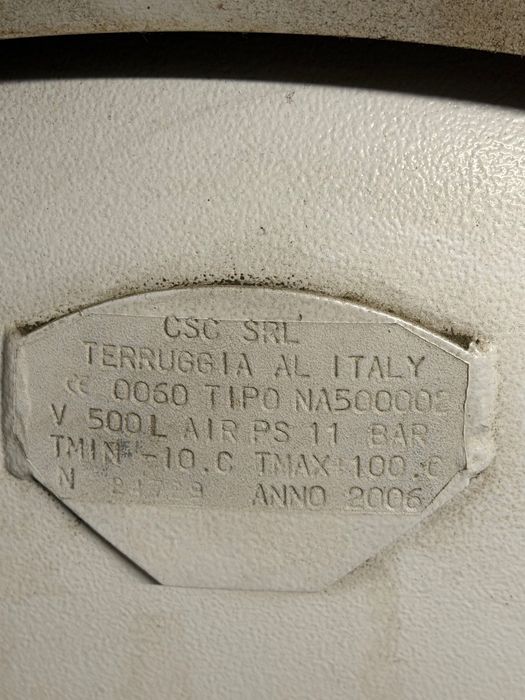 CSC SRL
TERRUGGIA AL ITALY
CE 0060 TIPO NA500002
V 500L AIR PS 11 BAR
TMIN -10.C TMAX+100.C
N ANNO 2006